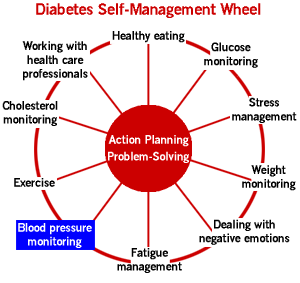 Diabetes Self-Management Wheel
Healthy eating
Glucose
monitoring
Stress
management
Weight
monitoring
Dealing with
negative emotions
Fatigue
management
Blood pressure
monitoring
Exercise
Cholesterol
monitoring
Working with
health care
professionals
Action Planning
Problem-Solving